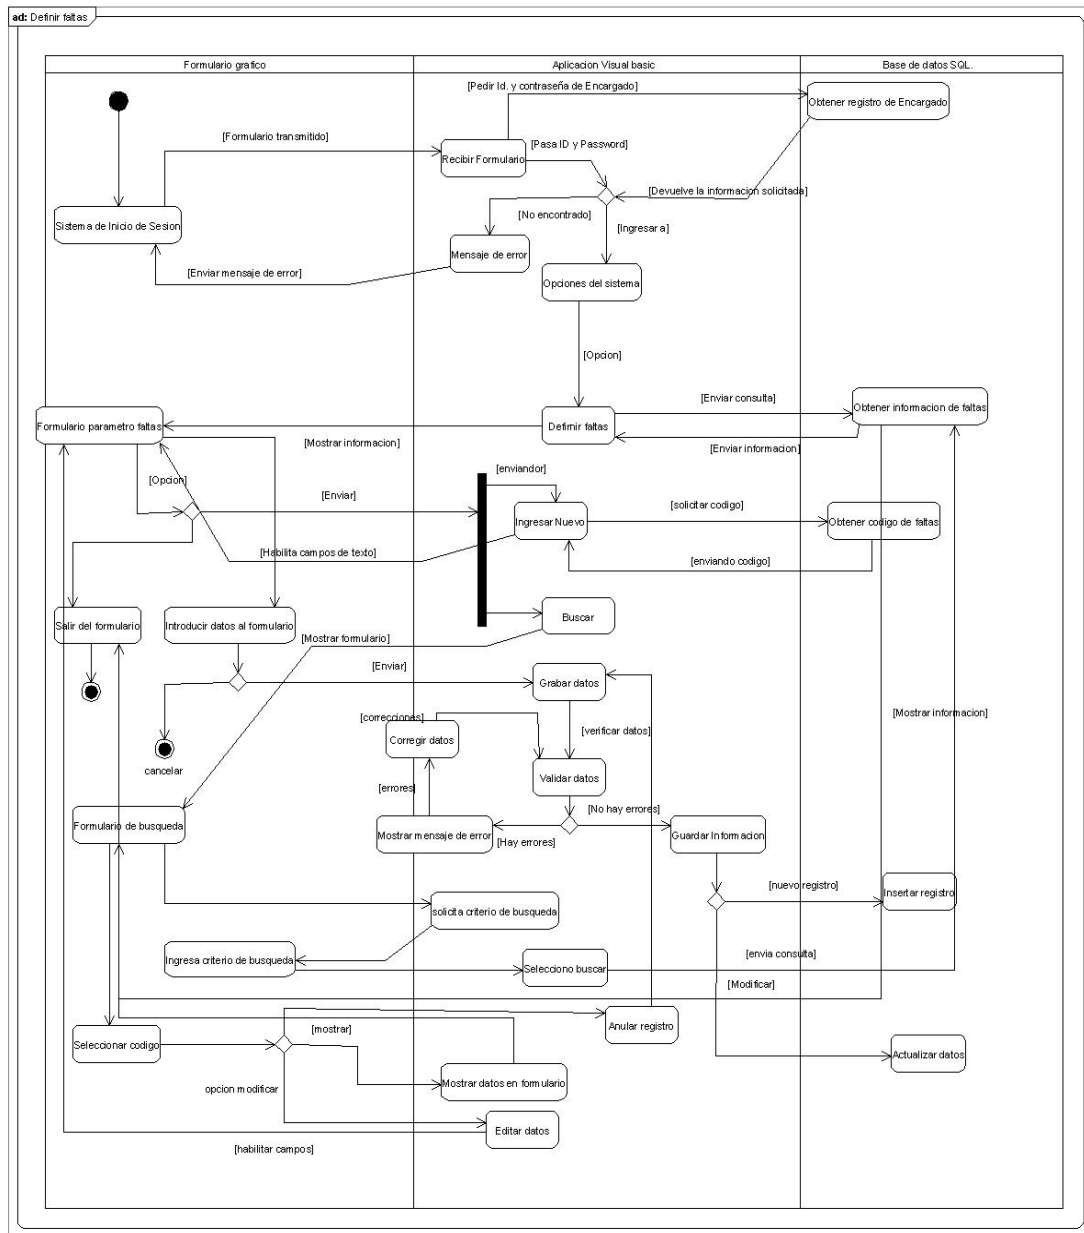 ad: Definir faltas
Formulario grafico
Aplicacion Visual basic
Base de datos SQL.
[Pedir Id. y contraseña de Encargado]
Obtener registro de Encargado
[Formulario transmitido]
[Pasa ID y Password]
Recibir Formulario
[Devuelve la informacion solicitada]
[No encontrado]
[Ingresar a]
Sistema de Inicio de Sesion
Mensaje de error
[Enviar mensaje de error]
Opciones del sistema
[Opcion]
[Enviar consulta]
Obtener informacion de faltas
Formulario parametro faltas
Definir faltas
[Mostrar informacion]
[Enviar informacion]
[enviandor]
[Opcion]
[Enviar]
[solicitar codigo]
Ingresar Nuevo
Obtener codigo de faltas
[Habilita campos de texto]
[enviando codigo]
Salir del formulario
Introducir datos al formulario
Buscar
[Mostrar formulario]
[Enviar]
Grabar datos
[correcciones]
[Mostrar informacion]
[verificar datos]
Corregir datos
cancelar
Validar datos
[errores]
[No hay errores]
Formulario de busqueda
Mostrar mensaje de error
[Hay errores]
Guardar Informacion
[nuevo registro]
Insertar registro
solicita criterio de busqueda
[envia consulta]
Ingresa criterio de busqueda
Selecciono buscar
[Modificar]
[mostrar]
Anular registro
Seleccionar codigo
Actualizar datos
Mostrar datos en formulario
opcion modificar
Editar datos
[habilitar campos]